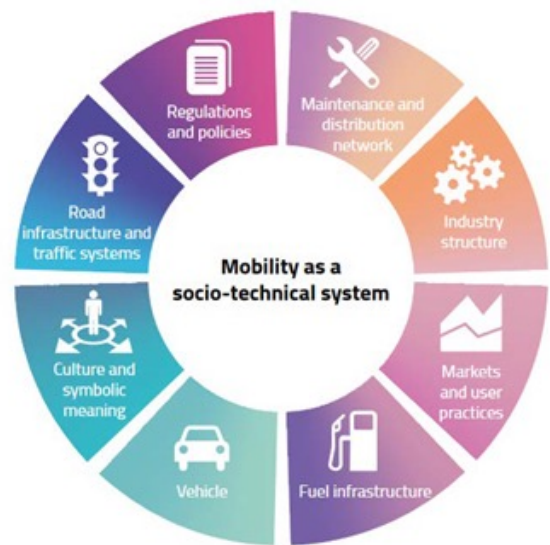 Mobility as a
socio-technical system
Maintenance and
distribution
network
Industry
structure
Markets
and user
practices
Fuel infrastructure
Vehicle
Culture and
symbolic
meaning
Road
infrastructure and
traffic systems
Regulations
and policies